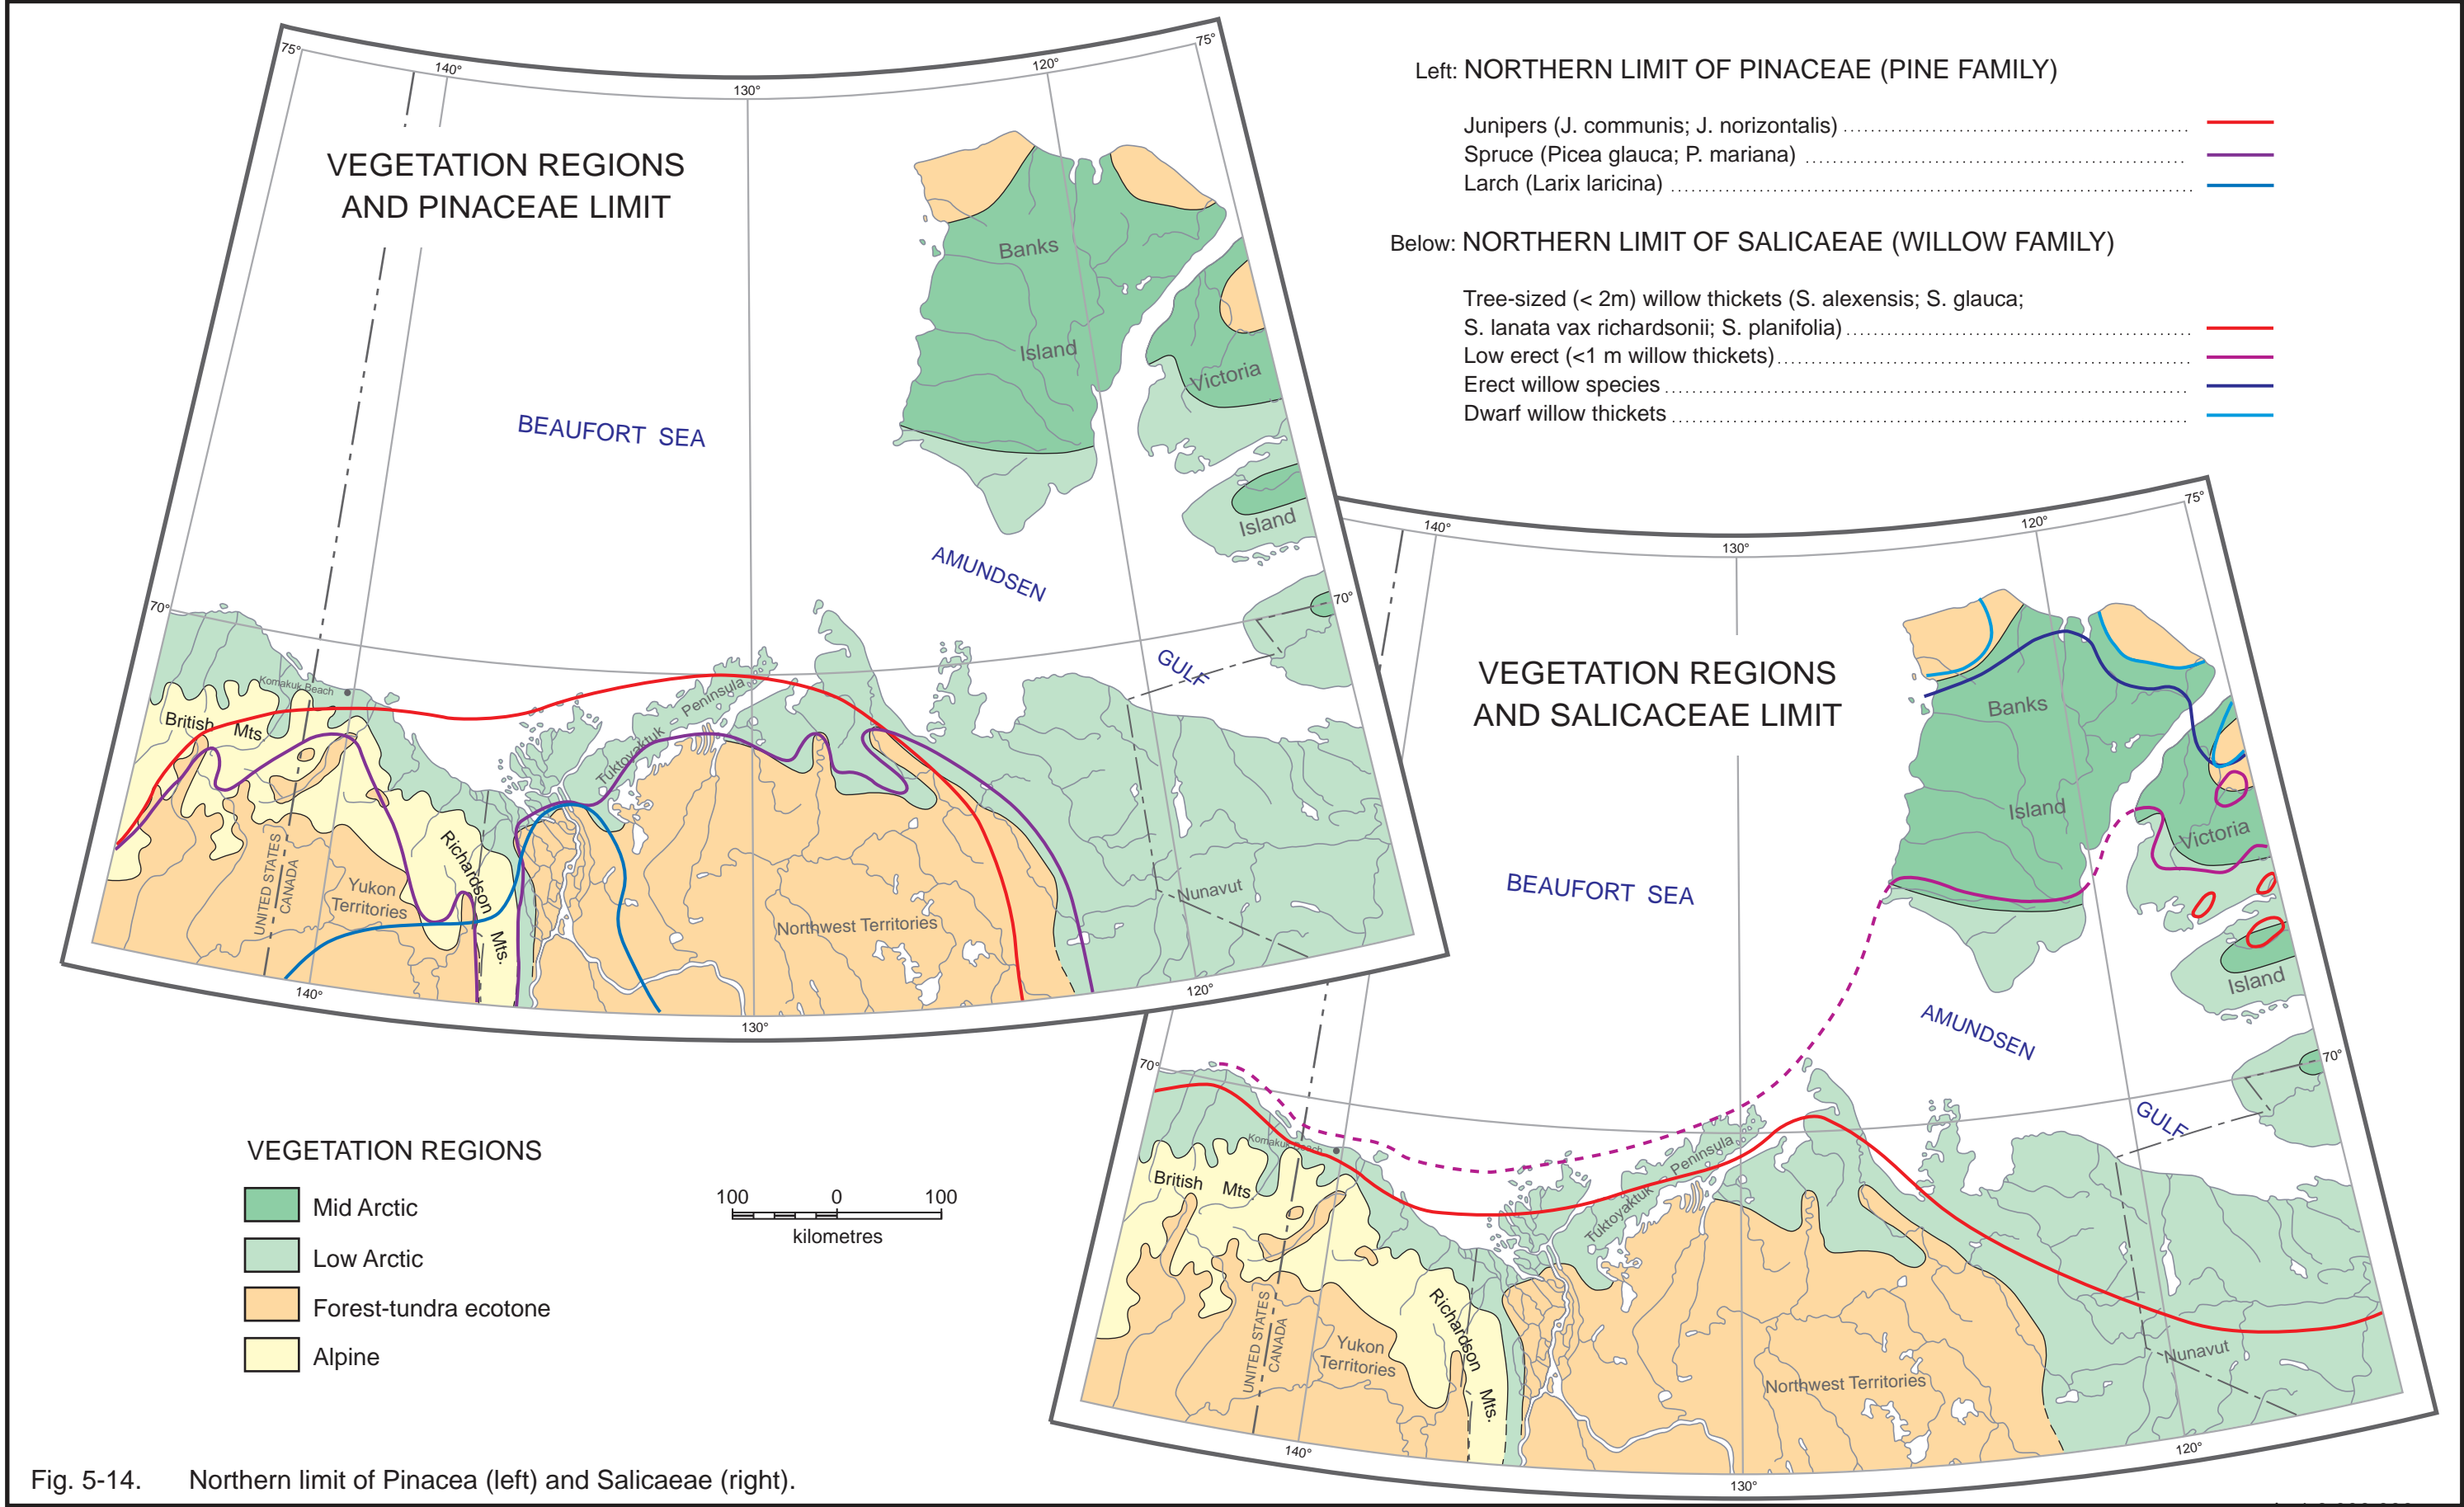 75°
140°
130°
120°
75°
VEGETATION REGIONS
AND PINACEAE LIMIT
Banks
Island
Victoria
Island
BEAUFORT SEA
AMUNDSEN
GULF
70°
70°
Komakuk Beach
British
Mts.
Tuktoyaktuk
Peninsula
Richardson
Mts.
UNITED STATES
CANADA
Yukon
Territories
Northwest Territories
Nunavut
140°
130°
120°
Left: NORTHERN LIMIT OF PINACEAE (PINE FAMILY)
Junipers (J. communis; J. norizontalis)
Spruce (Picea glauca; P. mariana)
Larch (Larix laricina)
Below: NORTHERN LIMIT OF SALICAEAE (WILLOW FAMILY)
Tree-sized (< 2m) willow thickets (S. alexensis; S. glauca;
S. lanata vax richardsonii; S. planifolia)
Low erect (<1 m willow thickets)
Erect willow species
Dwarf willow thickets
140°
130°
120°
75°
VEGETATION REGIONS
AND SALICACEAE LIMIT
Banks
Island
Victoria
Island
BEAUFORT SEA
AMUNDSEN
GULF
70°
70°
Komakuk Beach
British
Mts.
Tuktoyaktuk
Peninsula
Richardson
Mts.
UNITED STATES
CANADA
Yukon
Territories
Northwest Territories
Nunavut
140°
130°
120°
VEGETATION REGIONS
Mid Arctic
Low Arctic
Forest-tundra ecotone
Alpine
100 0 100
kilometres
Fig. 5-14. Northern limit of Pinacea (left) and Salicaeae (right).